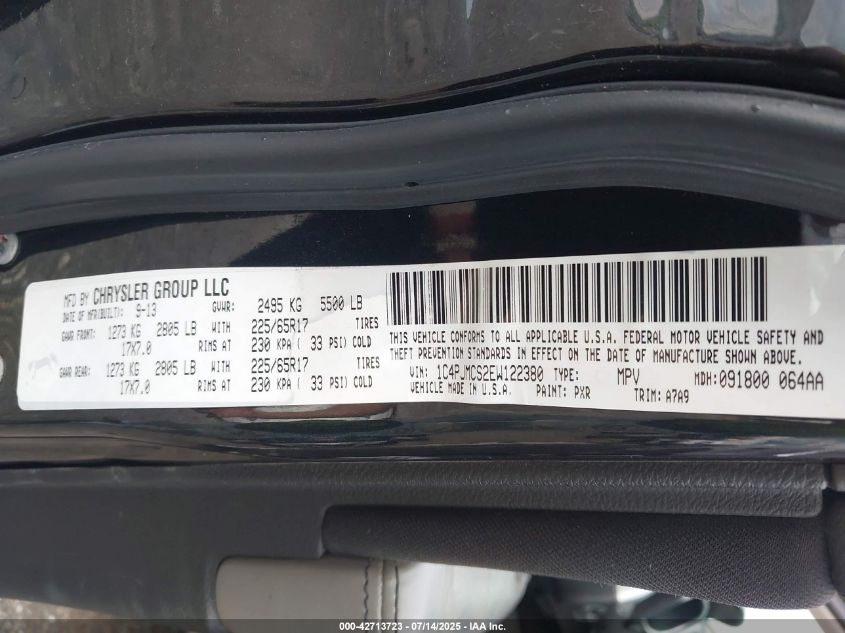 MFD BY CHRYSLER GROUP LLC
DATE OF MFR(BUILT): 9-13 GVWR: 2495 KG 5500 LB
GAWR FRONT: 1273 KG 2805 LB WITH 225/65R17 TIRES
17X7.0 RIMS AT 230 KPA ( 33 PSI) COLD
GAWR REAR: 1273 KG 2805 LB WITH 225/65R17 TIRES
17X7.0 RIMS AT 230 KPA ( 33 PSI) COLD
THIS VEHICLE CONFORMS TO ALL APPLICABLE U.S.A. FEDERAL MOTOR VEHICLE SAFETY AND
THEFT PREVENTION STANDARDS IN EFFECT ON THE DATE OF MANUFACTURE SHOWN ABOVE.
VIN: 1C4PJMCS2EW122380 TYPE: MPV MDH:091800 064AA
VEHICLE MADE IN U.S.A. PAINT: PXR TRIM: A7A9
000-42713723 - 07/14/2025 - IAA Inc.